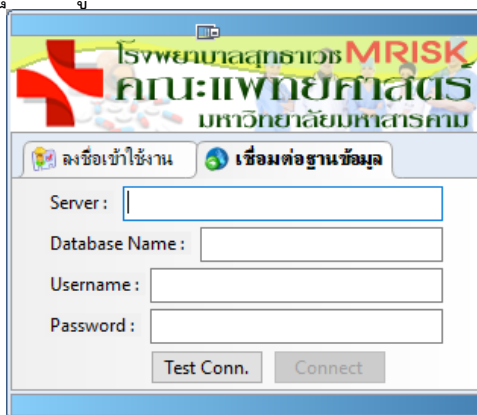 โรงพยาบาลสุทธาเวช MRISK
คณะแพทยศาสตร์
มหาวิทยาลัยมหาสารคาม
ลงชื่อเข้าใช้งาน เชื่อมต่อฐานข้อมูล
Server :
Database Name :
Username :
Password :
Test Conn. Connect